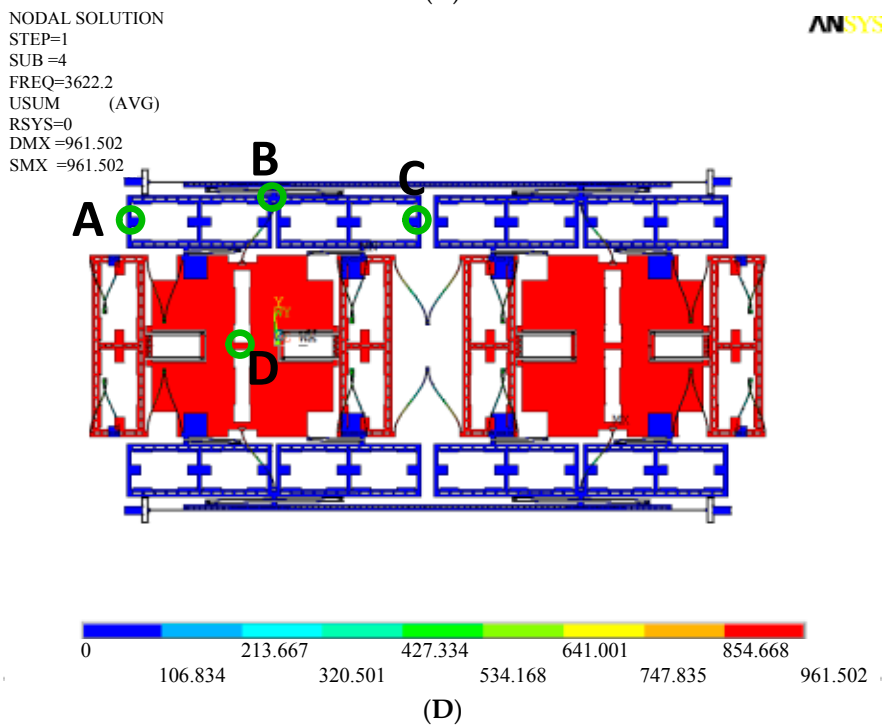 NODAL SOLUTION
STEP=1
SUB =4
FREQ=3622.2
USUM (AVG)
RSYS=0
DMX =961.502
SMX =961.502
ANSYS
B
C
A
Y
D
0 213.667 427.334 641.001 854.668
106.834 320.501 534.168 747.835 961.502
(D)